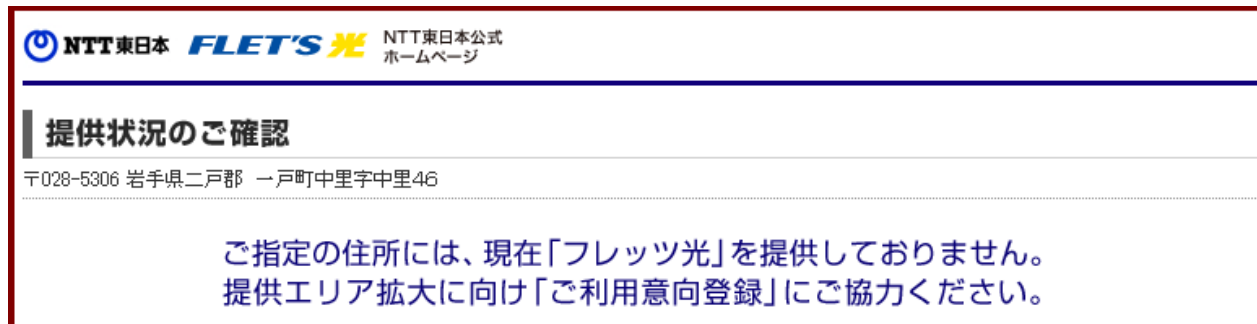 NTT東日本 FLET'S 光 NTT東日本公式
ホームページ
提供状況のご確認
〒028-5306 岩手県二戸郡 一戸町中里字中里46
ご指定の住所には、現在「フレッツ光」を提供しておりません。
提供エリア拡大に向け「ご利用意向登録」にご協力ください。